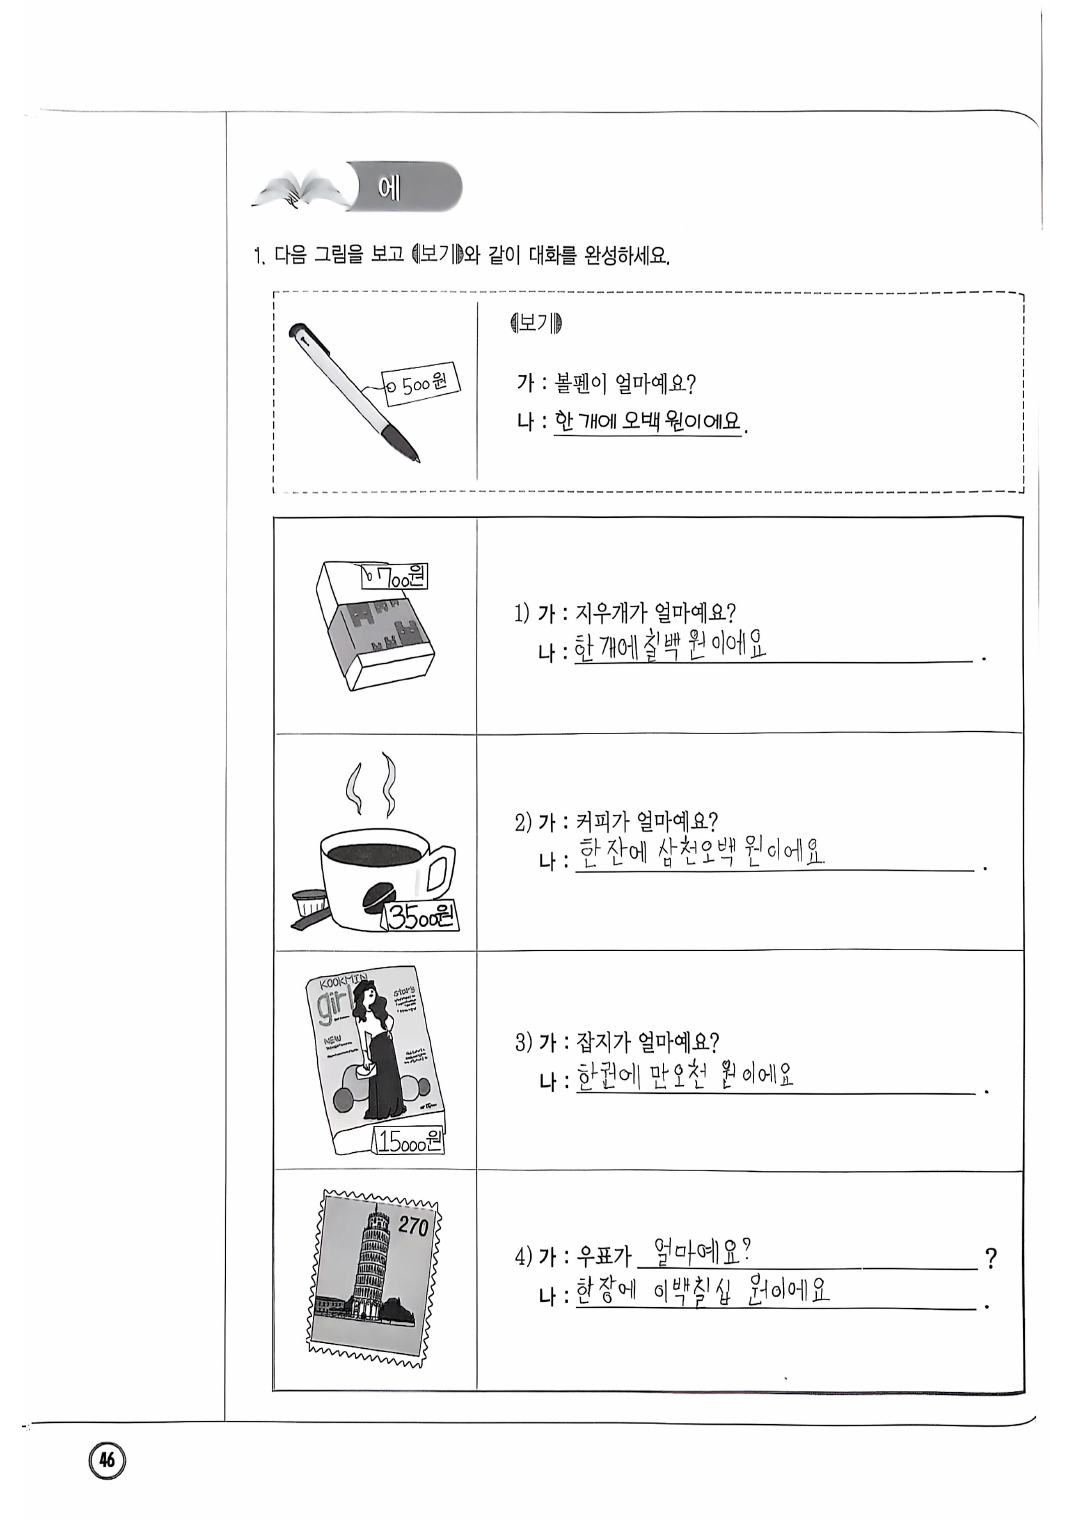 에
1. 다음 그림을 보고 《보기》와 같이 대화를 완성하세요.
500원
《보기》
가 : 볼펜이 얼마예요?
나 : 한 개에 오백 원이에요.
700원
1) 가 : 지우개가 얼마예요?
나 : 한 개에 칠백 원이에요.
2) 가 : 커피가 얼마예요?
나 : 한 잔에 삼천오백 원이에요.
3500원
KOOKMIN
girl
star's
NEW
3) 가 : 잡지가 얼마예요?
나 : 한권에 만오천 원이에요.
15000원
270
4) 가 : 우표가 얼마예요? ?
나 : 한 장에 이백칠십 원이에요.
46